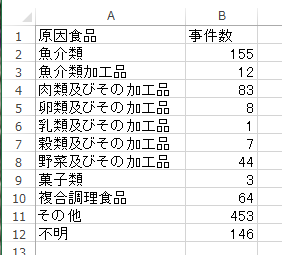 A B
1 原因食品 事件数
2 魚介類 155
3 魚介類加工品 12
4 肉類及びその加工品 83
5 卵類及びその加工品 8
6 乳類及びその加工品 1
7 穀類及びその加工品 7
8 野菜及びその加工品 44
9 菓子類 3
10 複合調理食品 64
11 その他 453
12 不明 146
13